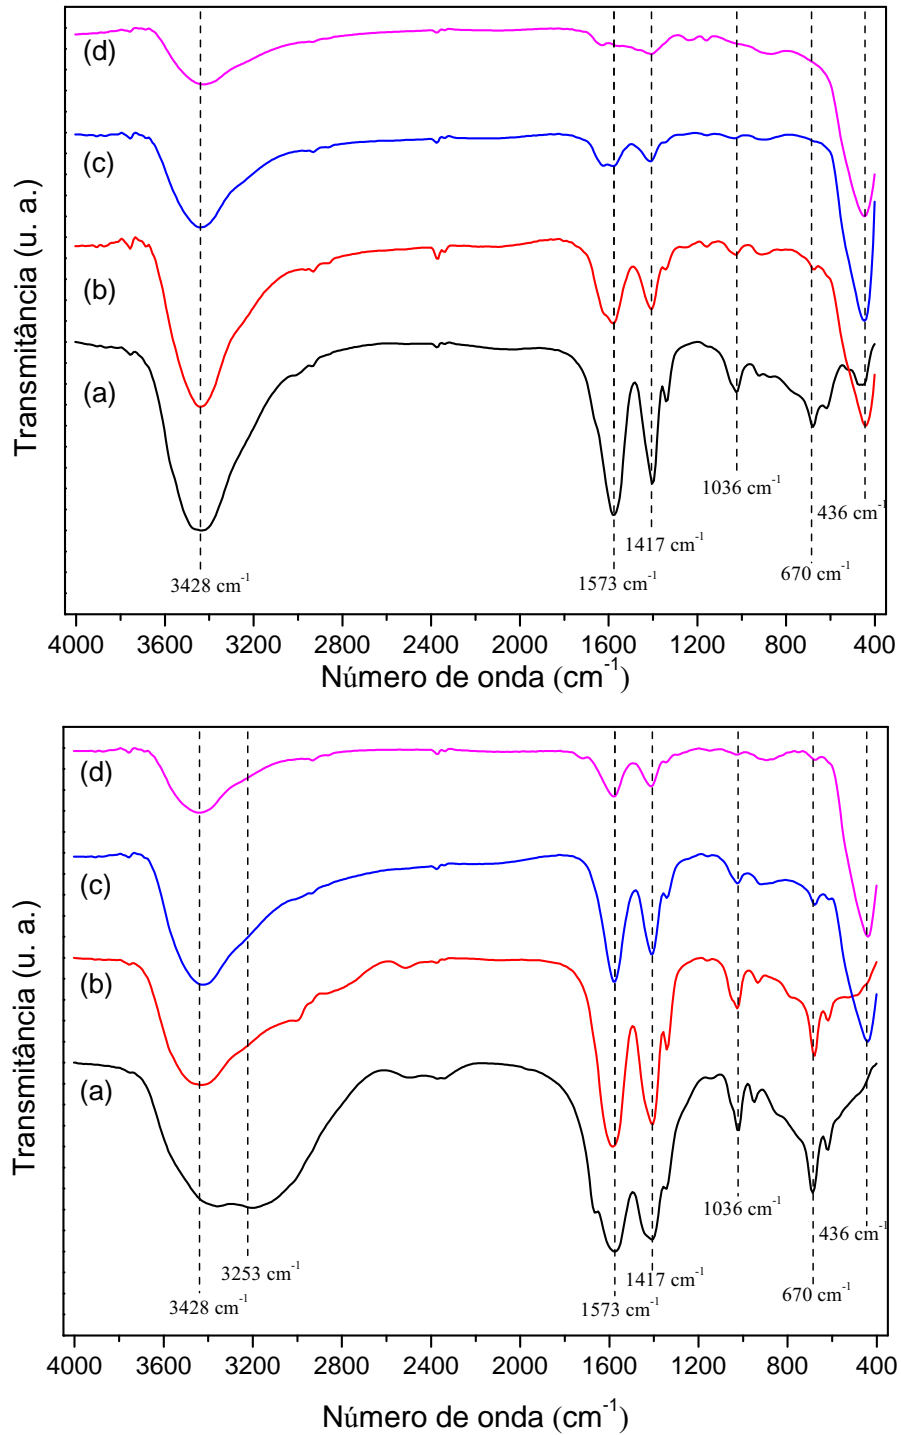 (d)
(c)
(b)
(a)
Transmitância (u. a.)
1036 cm⁻¹
436 cm⁻¹
1417 cm⁻¹
670 cm⁻¹
3428 cm⁻¹
1573 cm⁻¹
4000 3600 3200 2800 2400 2000 1600 1200 800 400
Número de onda (cm⁻¹)
(d)
(c)
(b)
(a)
Transmitância (u. a.)
1036 cm⁻¹
436 cm⁻¹
3253 cm⁻¹
1417 cm⁻¹
670 cm⁻¹
3428 cm⁻¹
1573 cm⁻¹
4000 3600 3200 2800 2400 2000 1600 1200 800 400
Número de onda (cm⁻¹)